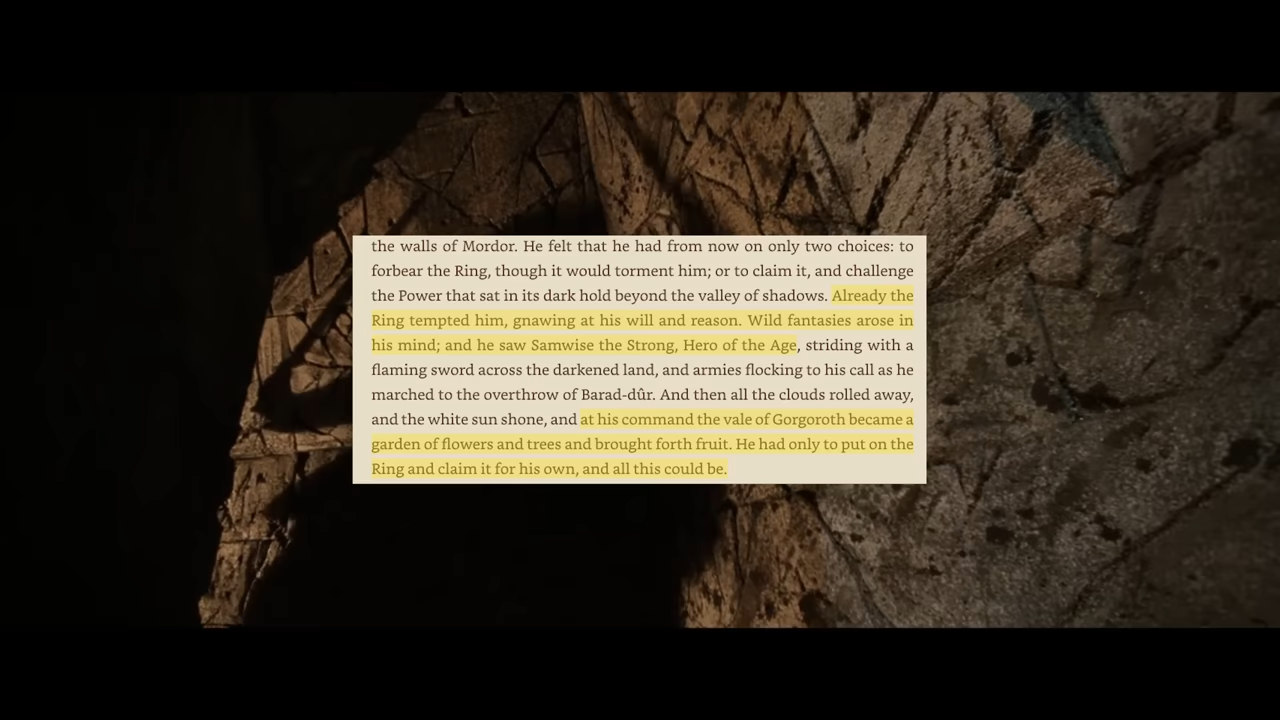 the walls of Mordor. He felt that he had from now on only two choices: to
forbear the Ring, though it would torment him; or to claim it, and challenge
the Power that sat in its dark hold beyond the valley of shadows. Already the
Ring tempted him, gnawing at his will and reason. Wild fantasies arose in
his mind; and he saw Samwise the Strong, Hero of the Age, striding with a
flaming sword across the darkened land, and armies flocking to his call as he
marched to the overthrow of Barad-dûr. And then all the clouds rolled away,
and the white sun shone, and at his command the vale of Gorgoroth became a
garden of flowers and trees and brought forth fruit. He had only to put on the
Ring and claim it for his own, and all this could be.